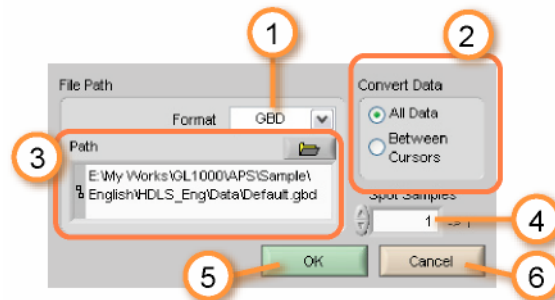 1
2
File Path
Convert Data
Format GBD
All Data
3
Path
Between
Cursors
E:\My Works\GL1000\APS\Sample\
English\HDLS_Eng\Data\Default.gbd
Spot Samples
1
4
5
OK
Cancel
6